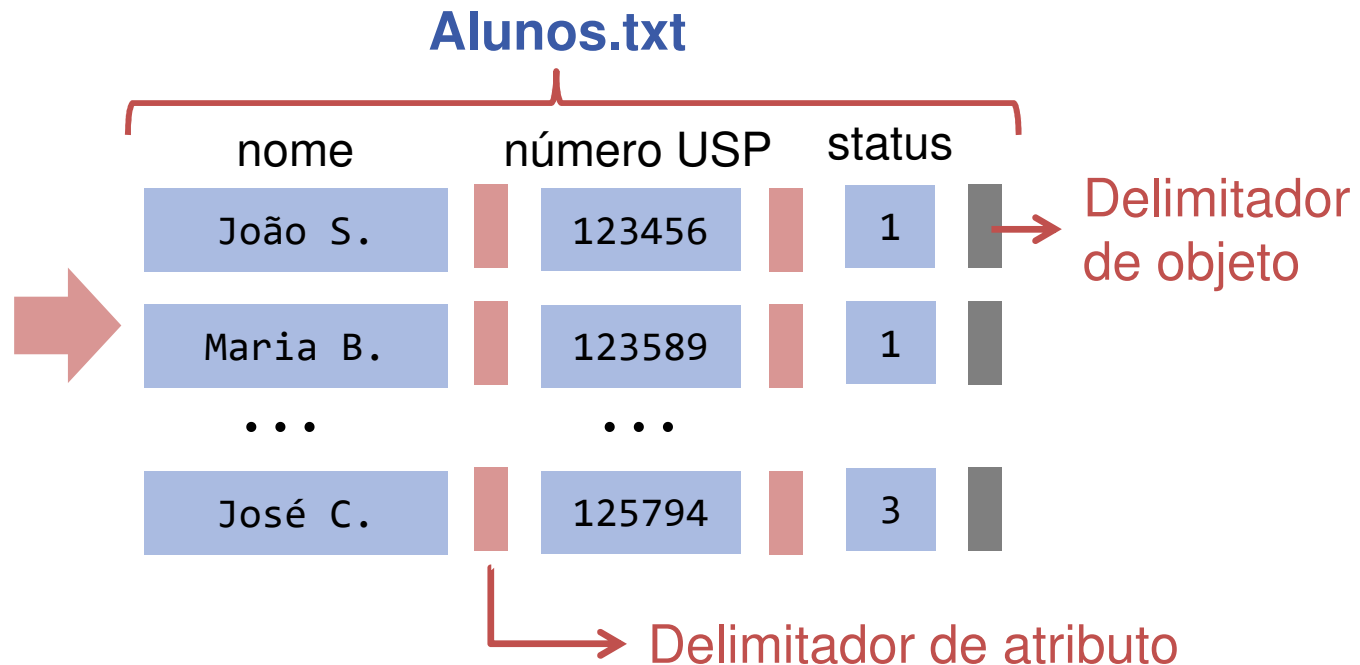 Alunos.txt
nome número USP status
João S. 123456 1
Delimitador
de objeto
Maria B. 123589 1
... ...
José C. 125794 3
Delimitador de atributo